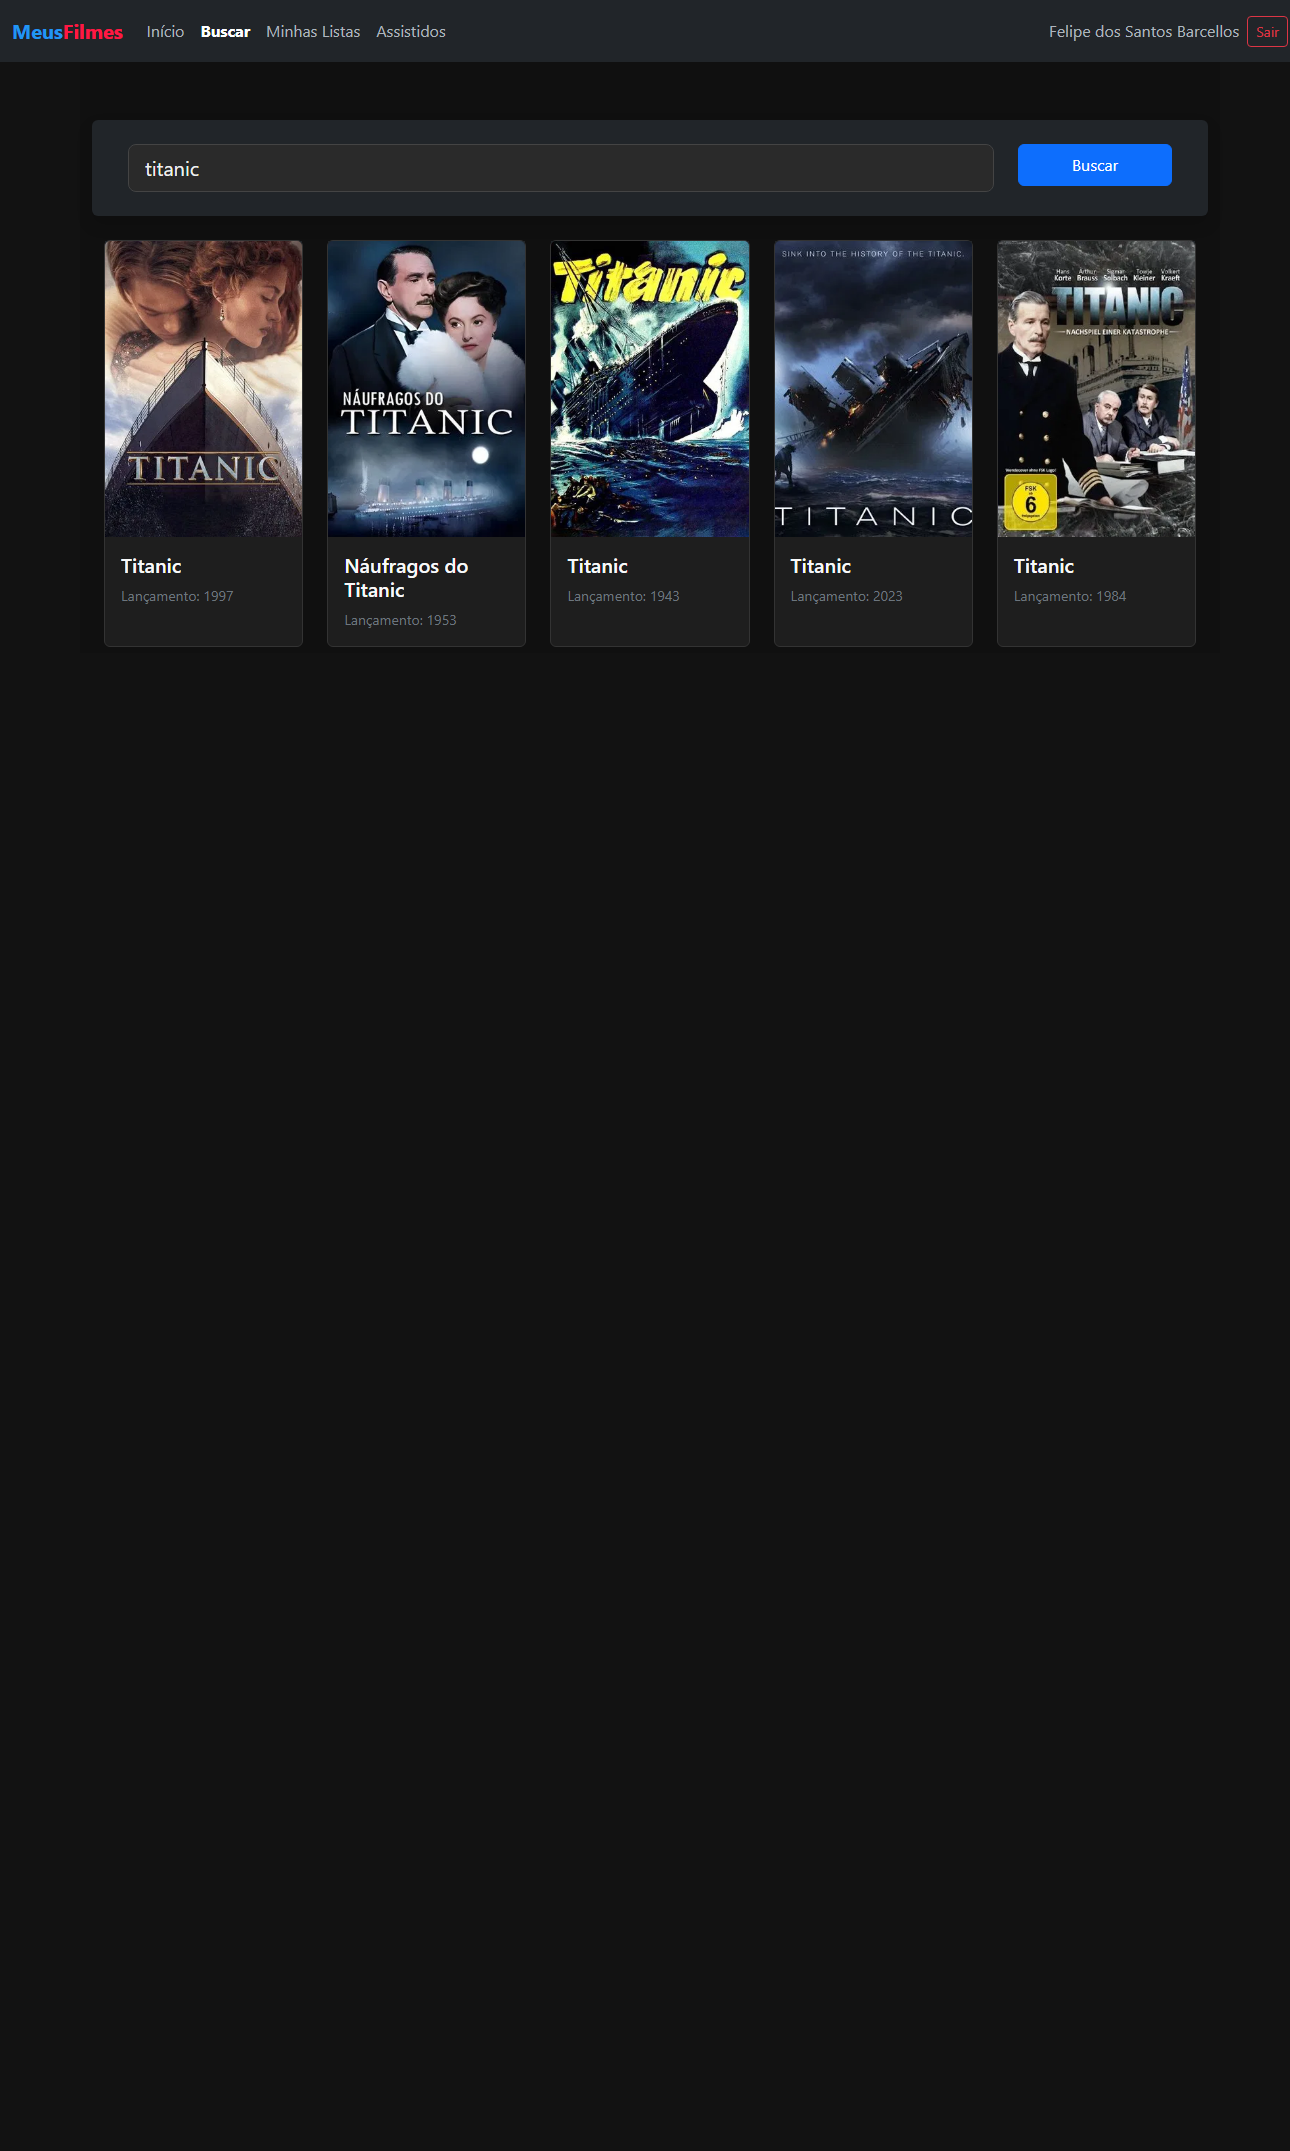 MeusFilmes Início Buscar Minhas Listas Assistidos Felipe dos Santos Barcellos Sair
titanic Buscar
TITANIC
NÁUFRAGOS DO
TITANIC
Titanic
SINK INTO THE HISTORY OF THE TITANIC.
TITANIC
Hans Korte Arthur Brauss Sigmar Solbach Towje Kleiner Volkert Kraeft
TITANIC
NACHSPIEL EINER KATASTROPHE
FSK
6
Titanic
Lançamento: 1997
Náufragos do
Titanic
Lançamento: 1953
Titanic
Lançamento: 1943
Titanic
Lançamento: 2023
Titanic
Lançamento: 1984